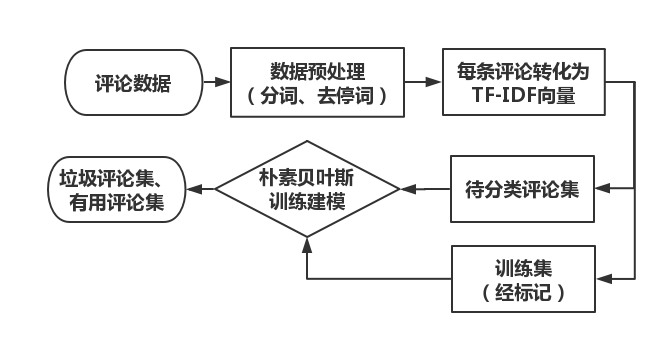 评论数据
数据预处理
（分词、去停词）
每条评论转化为
TF-IDF向量
垃圾评论集、
有用评论集
朴素贝叶斯
训练建模
待分类评论集
训练集
（经标记）